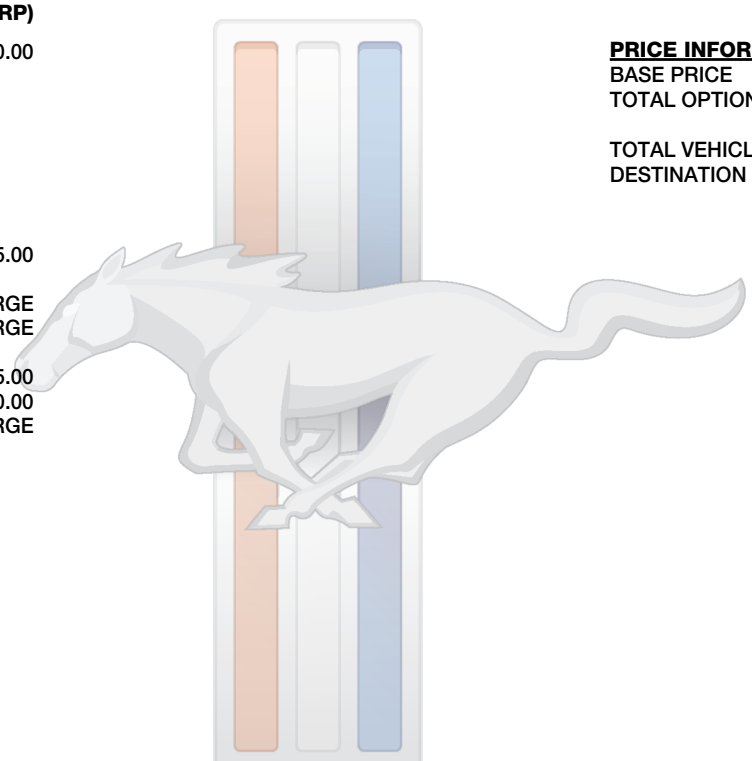 RP)
0.00
5.00
RGE
RGE
5.00
0.00
RGE
PRICE INFOR
BASE PRICE
TOTAL OPTION
TOTAL VEHICL
DESTINATION